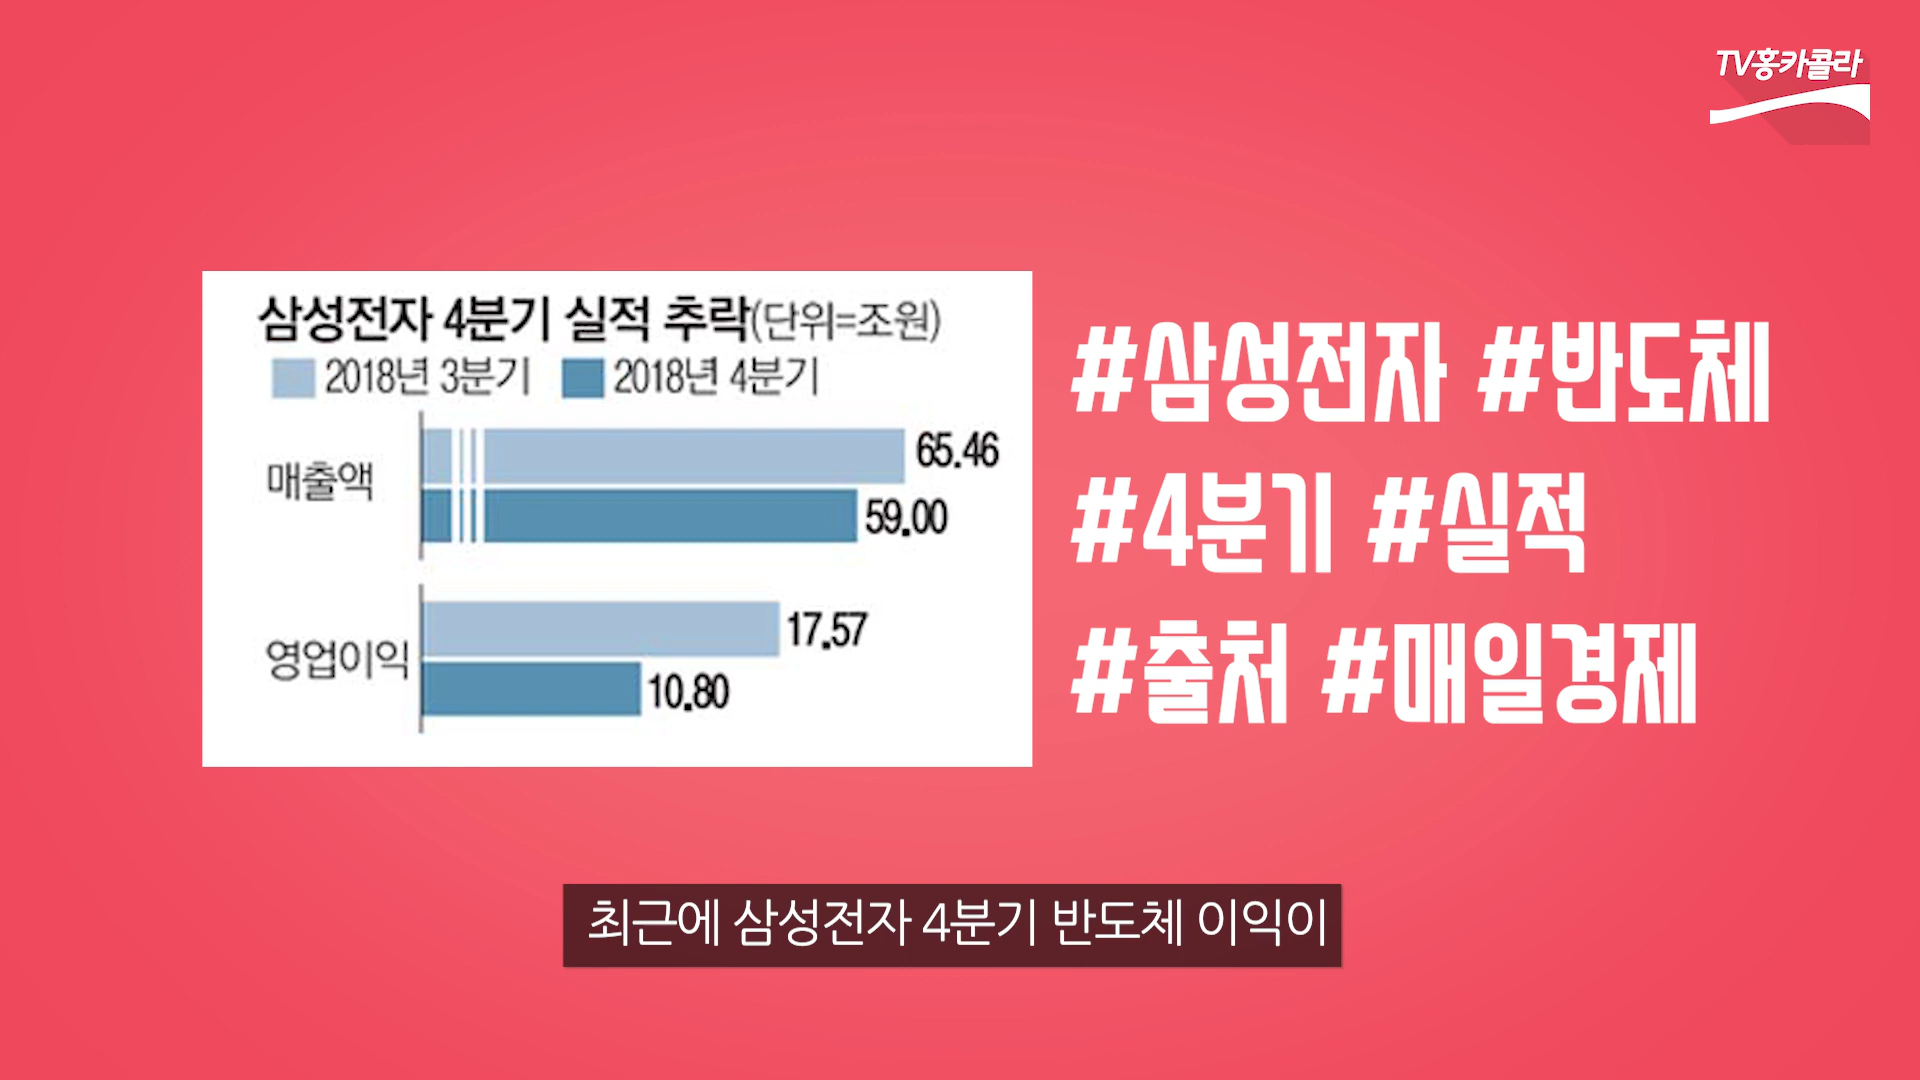 TV홍카콜라
삼성전자 4분기 실적 추락(단위=조원)
2018년 3분기 2018년 4분기
매출액
65.46
59.00
영업이익
17.57
10.80
#삼성전자 #반도체
#4분기 #실적
#출처 #매일경제
최근에 삼성전자 4분기 반도체 이익이